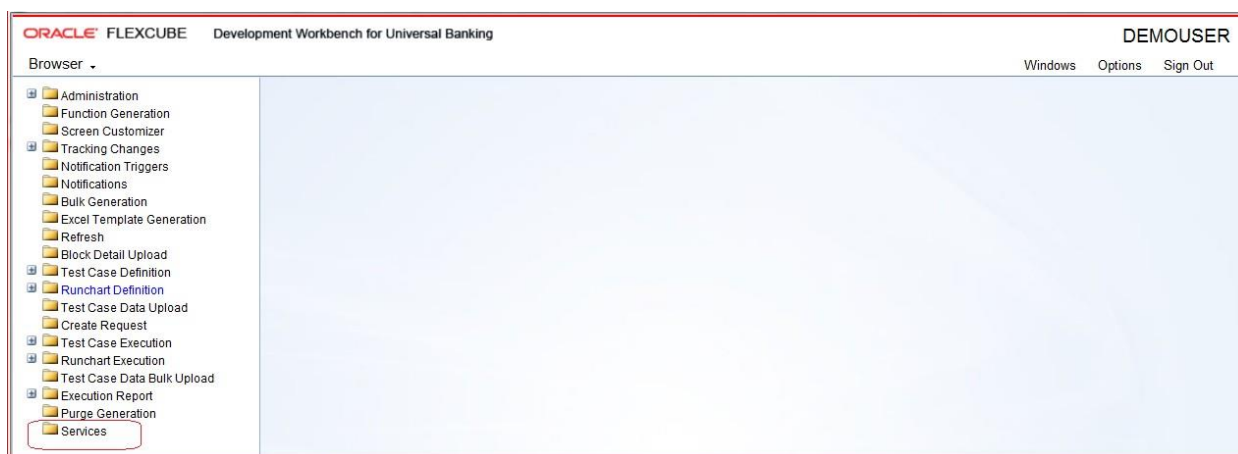 ORACLE FLEXCUBE Development Workbench for Universal Banking
DEMOUSER
Browser
Windows Options Sign Out
Administration
Function Generation
Screen Customizer
Tracking Changes
Notification Triggers
Notifications
Bulk Generation
Excel Template Generation
Refresh
Block Detail Upload
Test Case Definition
Runchart Definition
Test Case Data Upload
Create Request
Test Case Execution
Runchart Execution
Test Case Data Bulk Upload
Execution Report
Purge Generation
Services